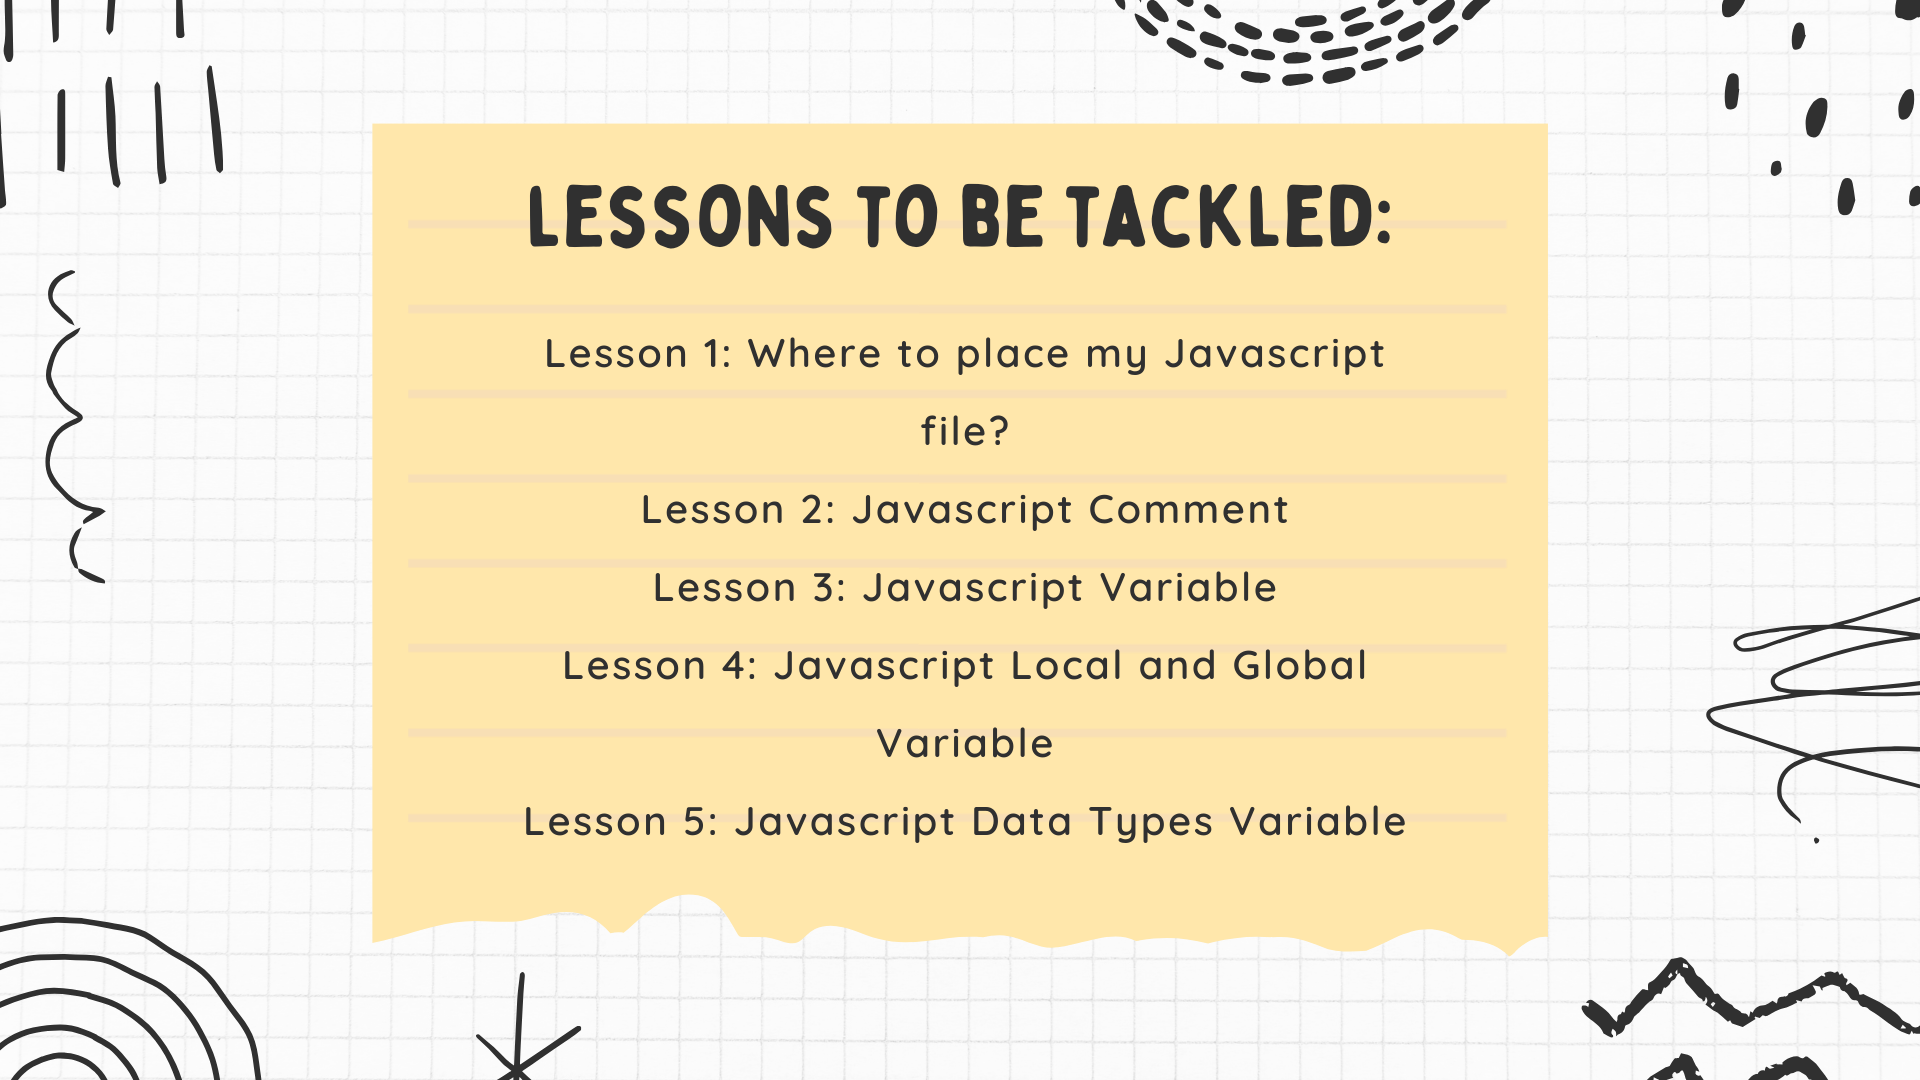 LESSONS TO BE TACKLED:
Lesson 1: Where to place my Javascript
file?
Lesson 2: Javascript Comment
Lesson 3: Javascript Variable
Lesson 4: Javascript Local and Global
Variable
Lesson 5: Javascript Data Types Variable